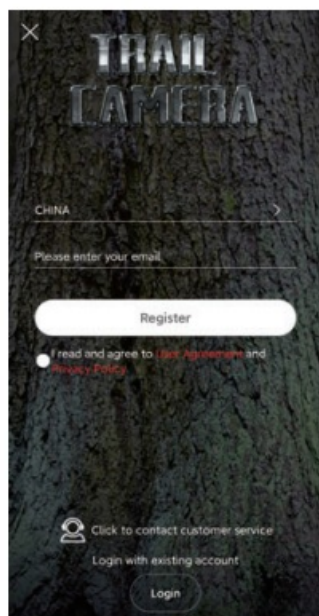 TRAIL
CAMERA
CHINA
Please enter your email
Register
I read and agree to User Agreement and
Privacy Policy
Click to contact customer service
Login with existing account
Login